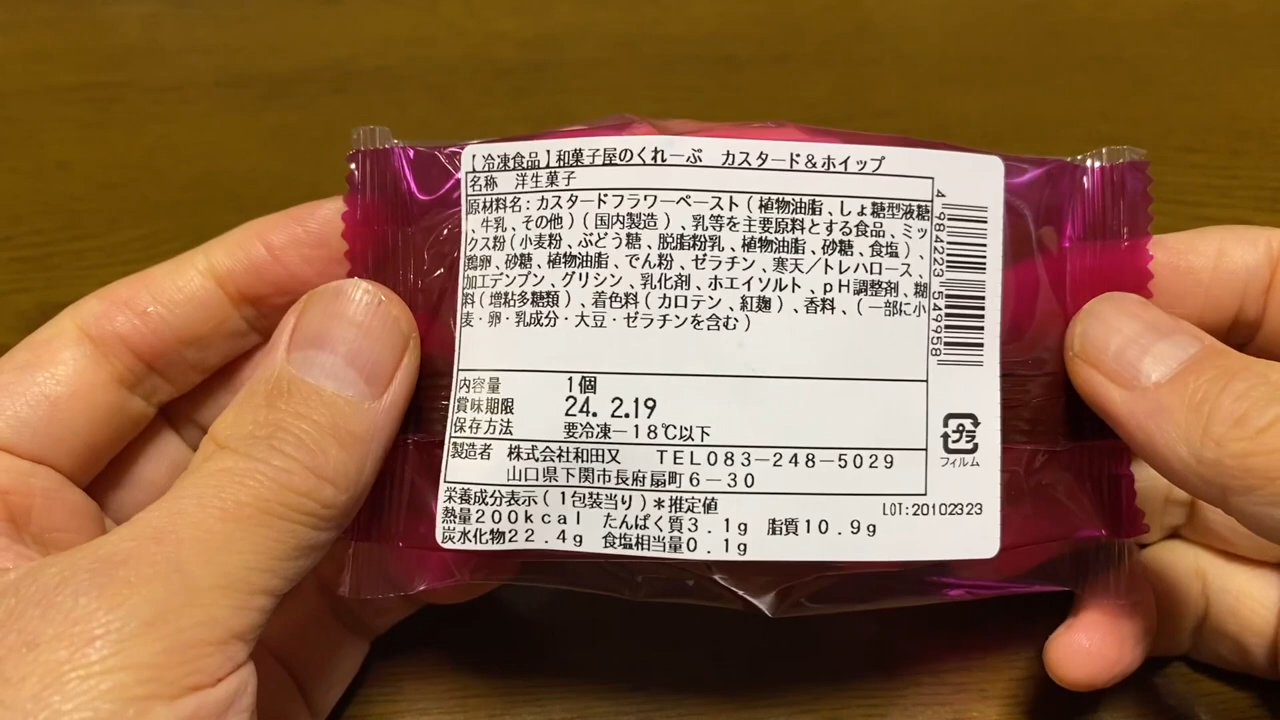 【冷凍食品】和菓子屋のくれーぷ　カスタード＆ホイップ
名称　洋生菓子
原材料名：カスタードフラワーペースト（植物油脂、しょ糖型液糖
、牛乳、その他）（国内製造）、乳等を主要原料とする食品、ミッ
クス粉（小麦粉、ぶどう糖、脱脂粉乳、植物油脂、砂糖、食塩）、
鶏卵、砂糖、植物油脂、でん粉、ゼラチン、寒天／トレハロース、
加工デンプン、グリシン、乳化剤、ホエイソルト、ｐH調整剤、糊
料（増粘多糖類）、着色料（カロテン、紅麹）、香料、（一部に小
麦・卵・乳成分・大豆・ゼラチンを含む）
4 984223 549958
内容量　1個
賞味期限　24. 2.19
保存方法　要冷凍－18℃以下
プラ
フィルム
製造者　株式会社和田又　TEL083－248－5029
山口県下関市長府扇町6－30
栄養成分表示（1包装当り）＊推定値
熱量200kcal　たんぱく質3.1g　脂質10.9g
炭水化物22.4g　食塩相当量0.1g
LOT:20102323